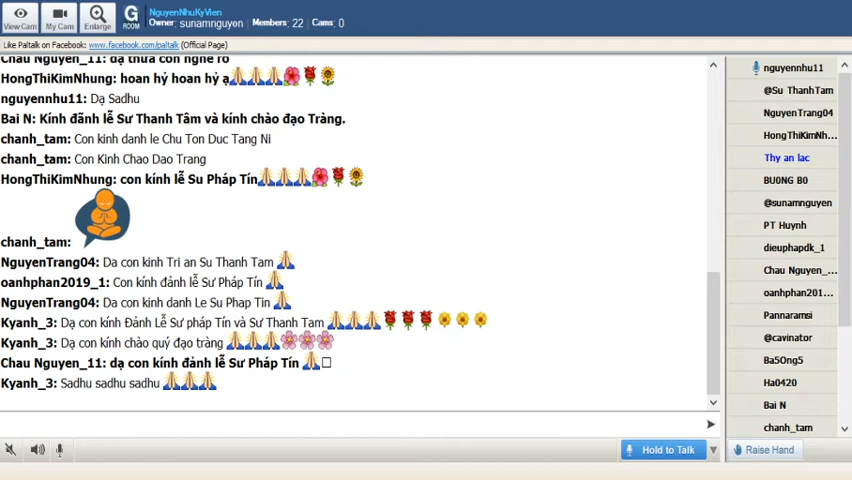 View Cam
My Cam
Enlarge
G
ROOM
NguyenNhuKyVien
Owner: sunamnguyen Members: 22 Cams: 0
Like Paltalk on Facebook: www.facebook.com/paltalk (Official Page)
Chau Nguyen_11: dạ thưa con nghe rõ
HongThiKimNhung: hoan hỷ hoan hỷ ạ
nguyennhu11: Dạ Sadhu
Bai N: Kính đãnh lễ Sư Thanh Tâm và kính chào đạo Tràng.
chanh_tam: Con kinh danh le Chu Ton Duc Tang Ni
chanh_tam: Con Kinh Chao Dao Trang
HongThiKimNhung: con kính lễ Su Pháp Tín
chanh_tam:
NguyenTrang04: Da con kinh Tri an Su Thanh Tam
oanhphan2019_1: Con kính đảnh lễ Sư Pháp Tín
NguyenTrang04: Da con kinh danh Le Su Phap Tin
Kyanh_3: Dạ con kính Đảnh Lễ Sư pháp Tín và Sư Thanh Tam
Kyanh_3: Dạ con kính chào quý đạo tràng
Chau Nguyen_11: dạ con kính đảnh lễ Sư Pháp Tín
Kyanh_3: Sadhu sadhu sadhu
nguyennhu11
@Su ThanhTam
NguyenTrang04
HongThiKimNh...
Thy an lac
BU0NG B0
@sunamnguyen
PT Huynh
dieuphapdk_1
Chau Nguyen_...
oanhphan201...
Pannaramsi
@cavinator
Ba5Ong5
Ha0420
Bai N
chanh_tam
Hold to Talk
Raise Hand